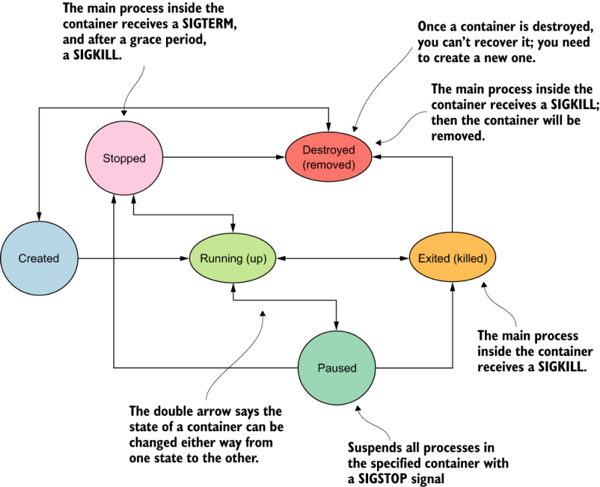 The main process inside the
container receives a SIGTERM,
and after a grace period,
a SIGKILL.
Once a container is destroyed,
you can't recover it; you need
to create a new one.
The main process inside the
container receives a SIGKILL;
then the container will be
removed.
Stopped
Destroyed
(removed)
Created
Running (up)
Exited (killed)
The main process
inside the container
receives a SIGKILL.
Paused
The double arrow says the
state of a container can be
changed either way from
one state to the other.
Suspends all processes in
the specified container with
a SIGSTOP signal